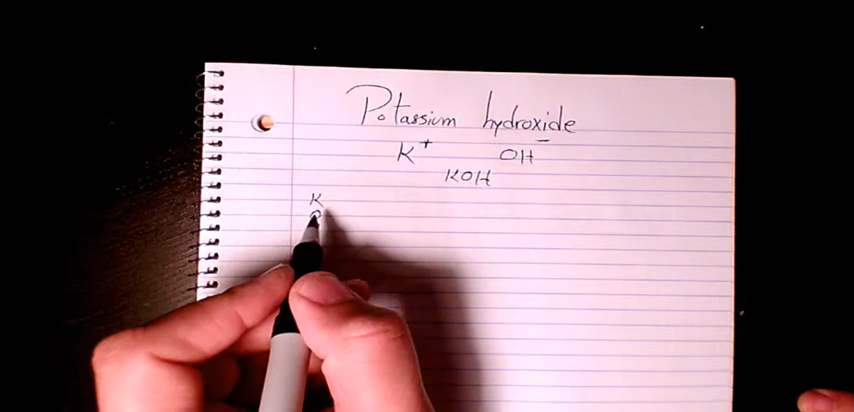 Potassium hydroxide
K⁺ OH⁻
KOH
K
O